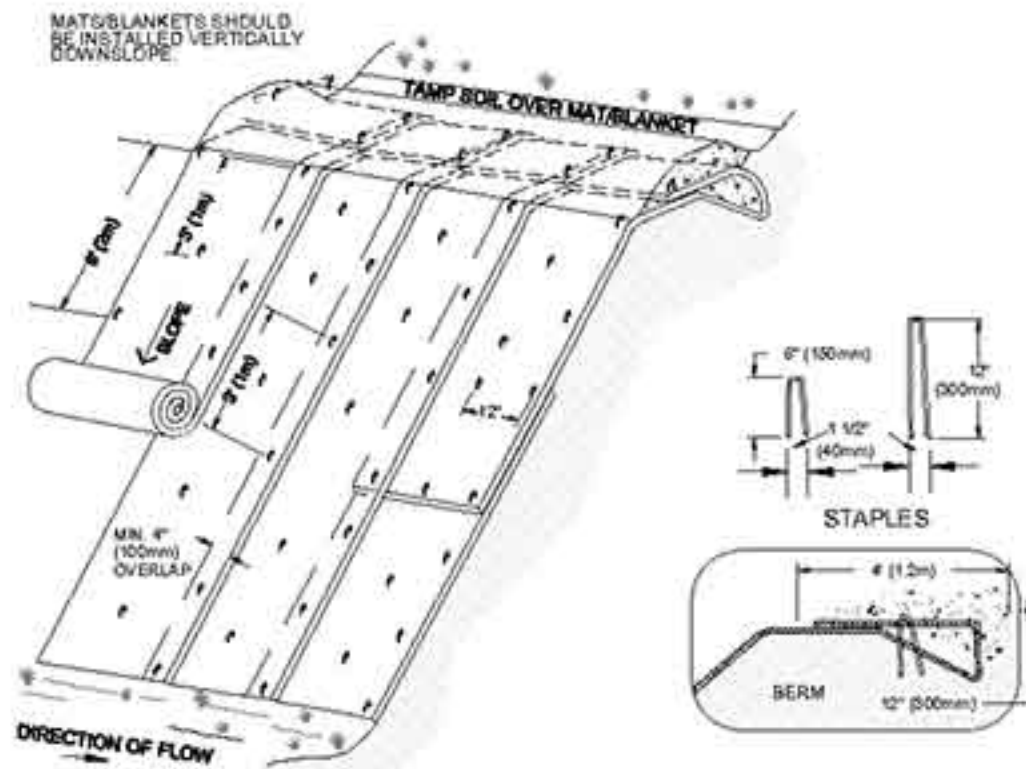 MATS/BLANKETS SHOULD
BE INSTALLED VERTICALLY
DOWNSLOPE.
TAMP SOIL OVER MAT/BLANKET
3' (1m)
SLOPE
3' (1m)
12"
MIN. 4"
(100mm)
OVERLAP
DIRECTION OF FLOW
6" (150mm)
12"
(300mm)
1 1/2"
(40mm)
STAPLES
4' (1.2m)
BERM
12" (300mm)